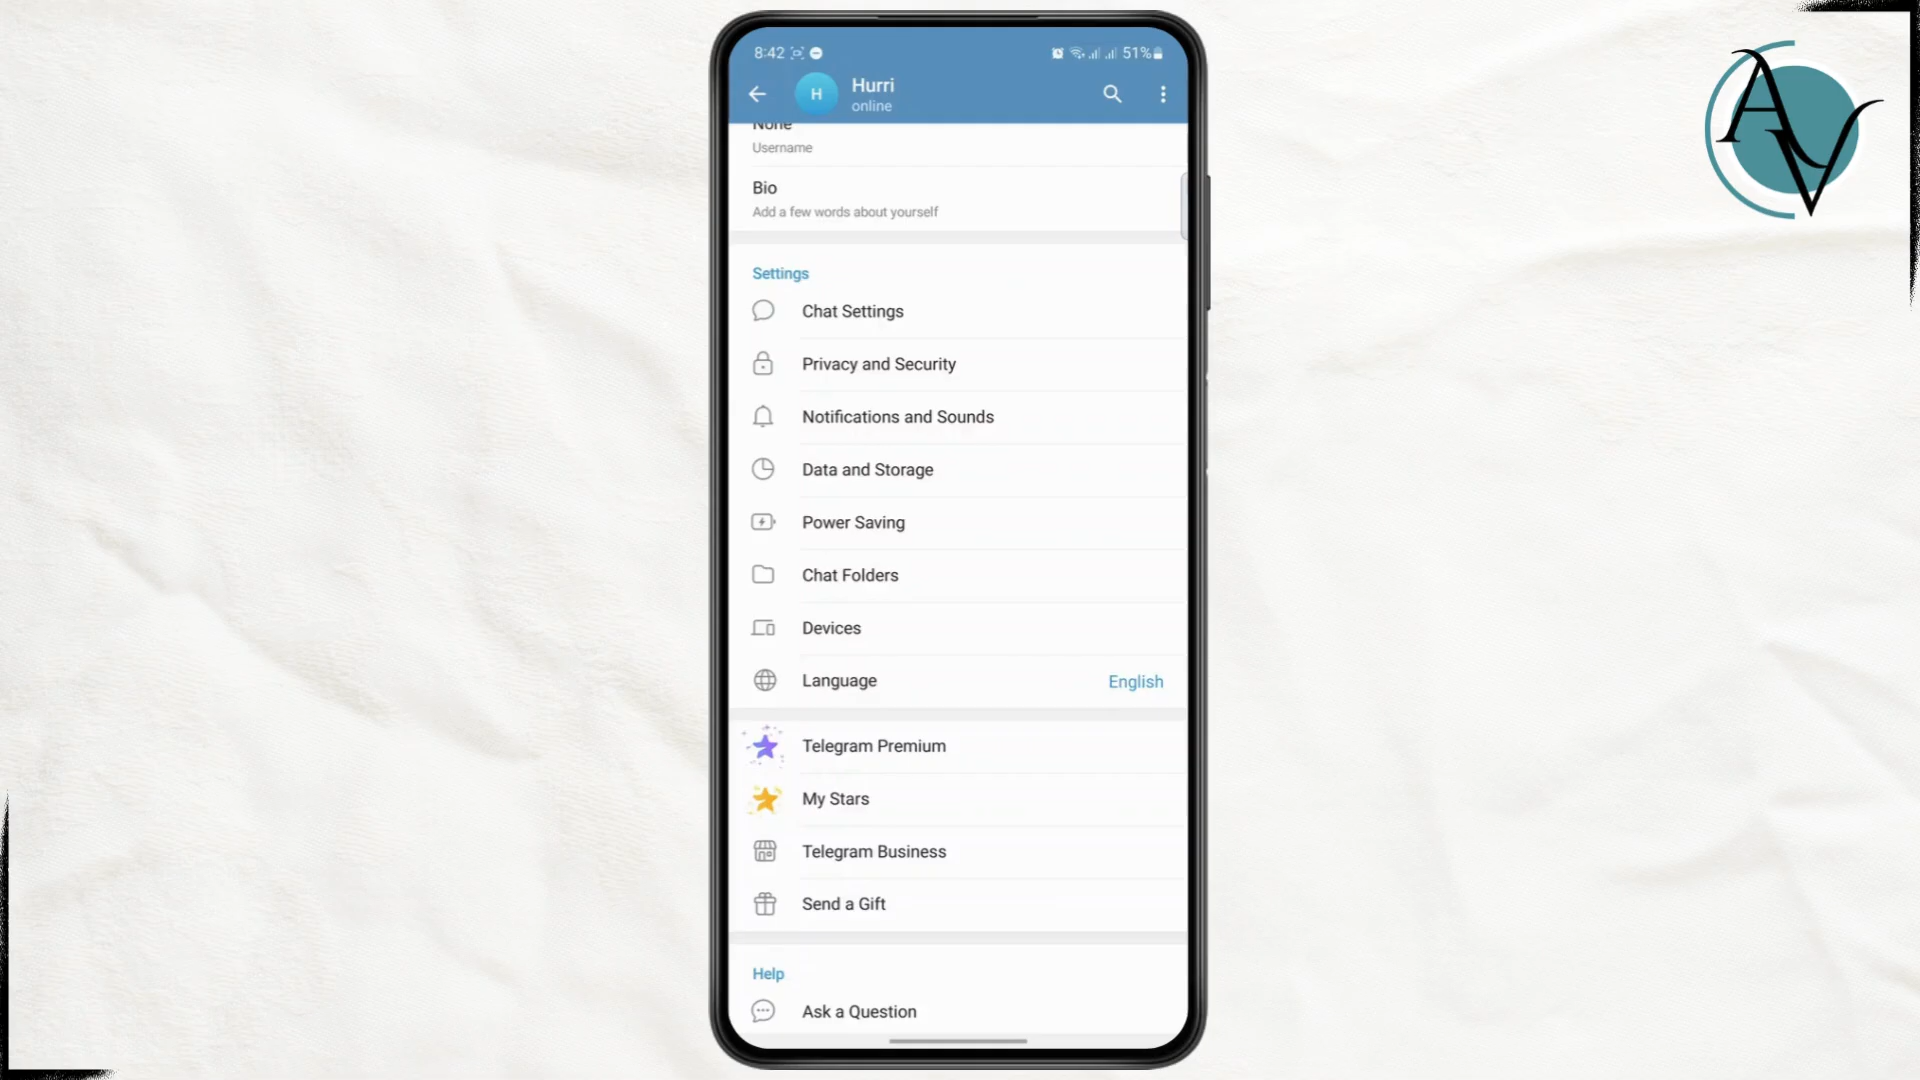 8:42 51%
H Hurri
online
None
Username
Bio
Add a few words about yourself
Settings
Chat Settings
Privacy and Security
Notifications and Sounds
Data and Storage
Power Saving
Chat Folders
Devices
Language English
Telegram Premium
My Stars
Telegram Business
Send a Gift
Help
Ask a Question
AV